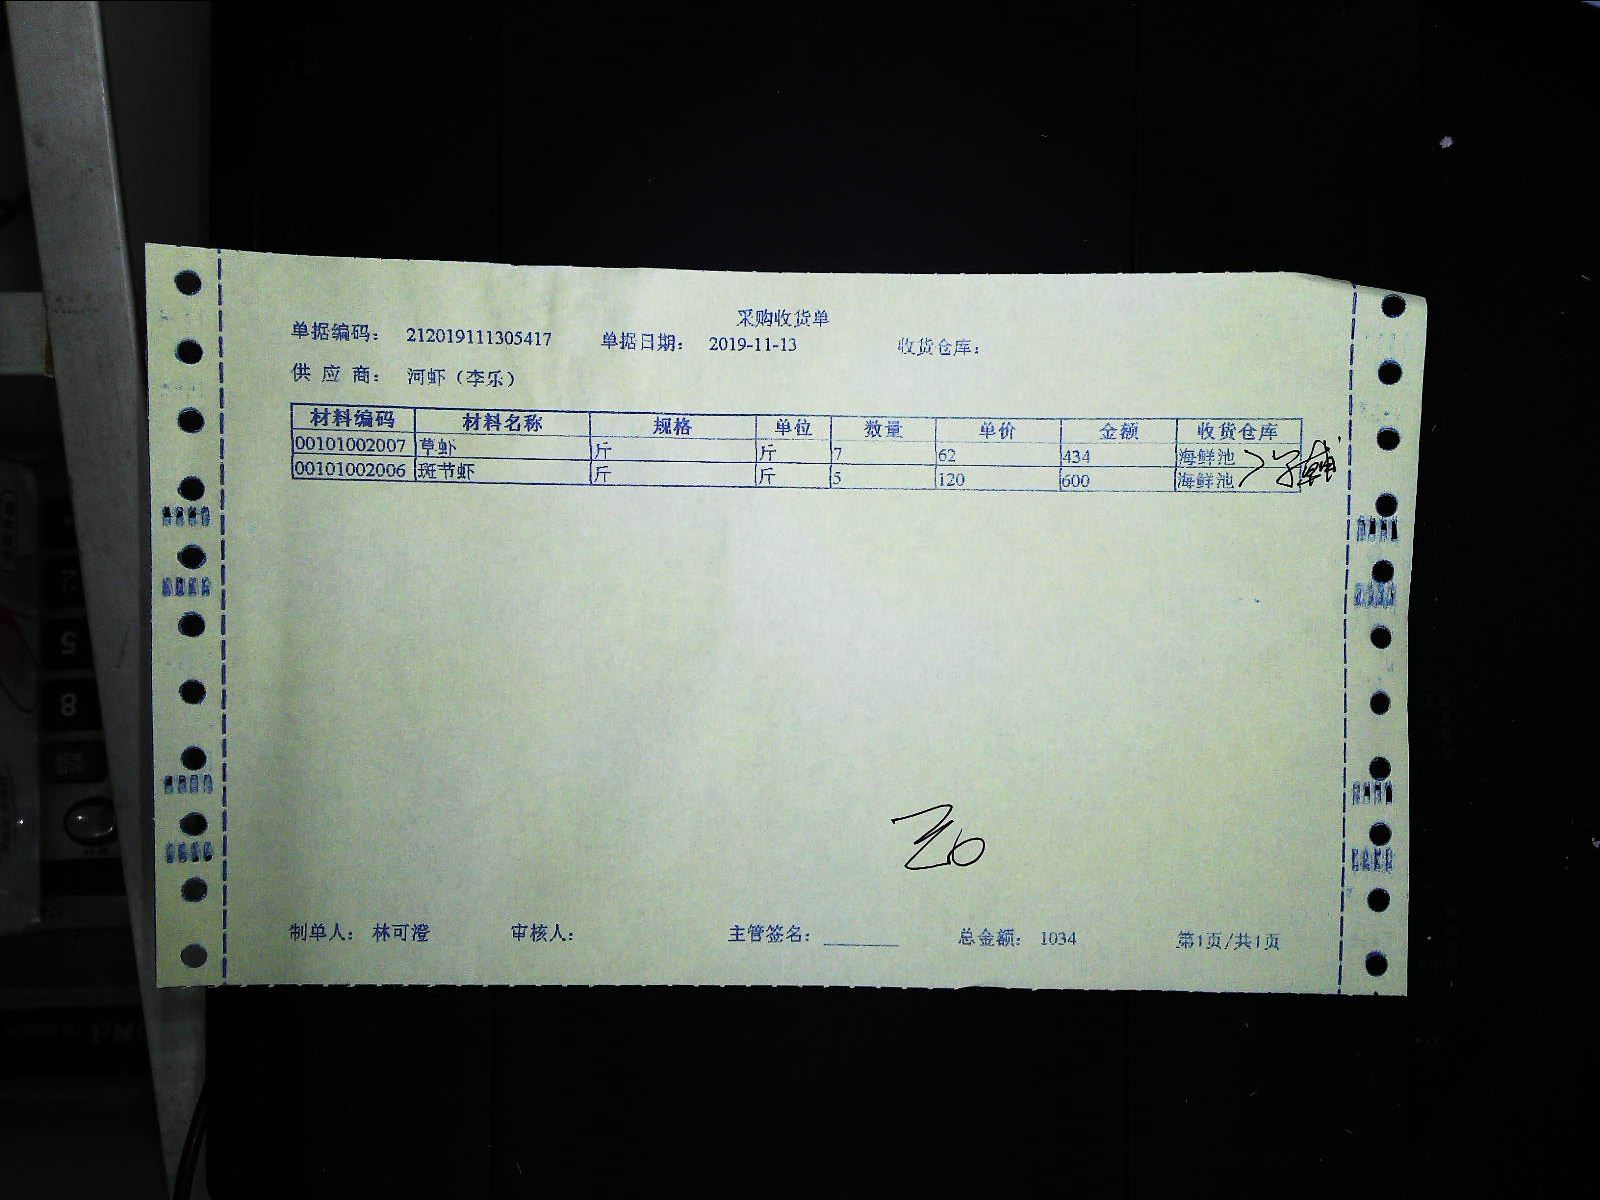 采购收货单
单据编码： 212019111305417 单据日期： 2019-11-13 收货仓库：
供 应 商： 河虾（李乐）
材料编码 材料名称 规格 单位 数量 单价 金额 收货仓库
00101002007 草虾 斤 斤 7 62 434 海鲜池
00101002006 斑节虾 斤 斤 5 120 600 海鲜池
制单人： 林可澄 审核人： 主管签名： 总金额： 1034 第1页/共1页